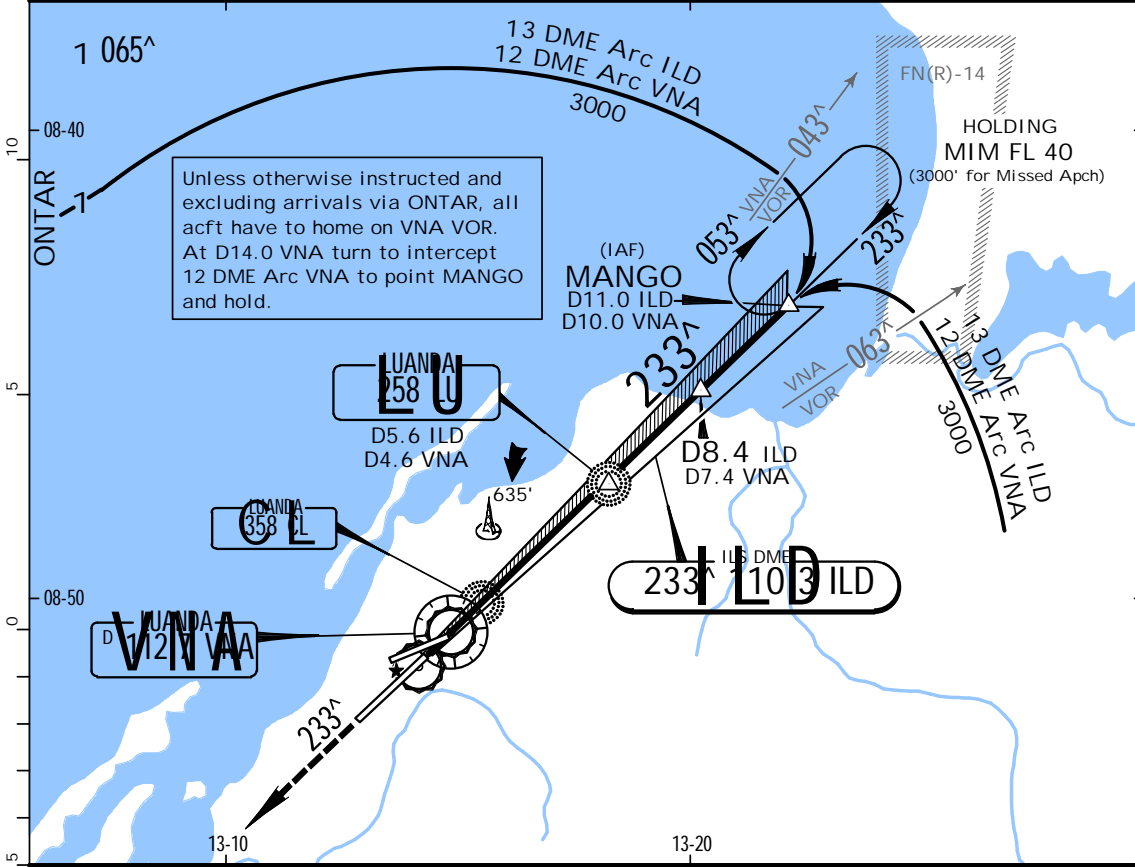 1 065^
13 DME Arc ILD
12 DME Arc VNA
3000
FN(R)-14
08-40
10
HOLDING
MIM FL 40
(3000' for Missed Apch)
043^
VNA
VOR
053^
233^
ONTAR
1
Unless otherwise instructed and
excluding arrivals via ONTAR, all
acft have to home on VNA VOR.
At D14.0 VNA turn to intercept
12 DME Arc VNA to point MANGO
and hold.
(IAF)
MANGO
D11.0 ILD
D10.0 VNA
233^
063^
VNA
VOR
13 DME Arc ILD
12 DME Arc VNA
3000
5
LUANDA
258 LU
L U
D5.6 ILD
D4.6 VNA
D8.4 ILD
D7.4 VNA
635'
LUANDA
358 CL
C L
ILS DME
233^ 110 3 ILD
I L D
08-50
0
LUANDA
D
V N A
233^
13-10
13-20
5